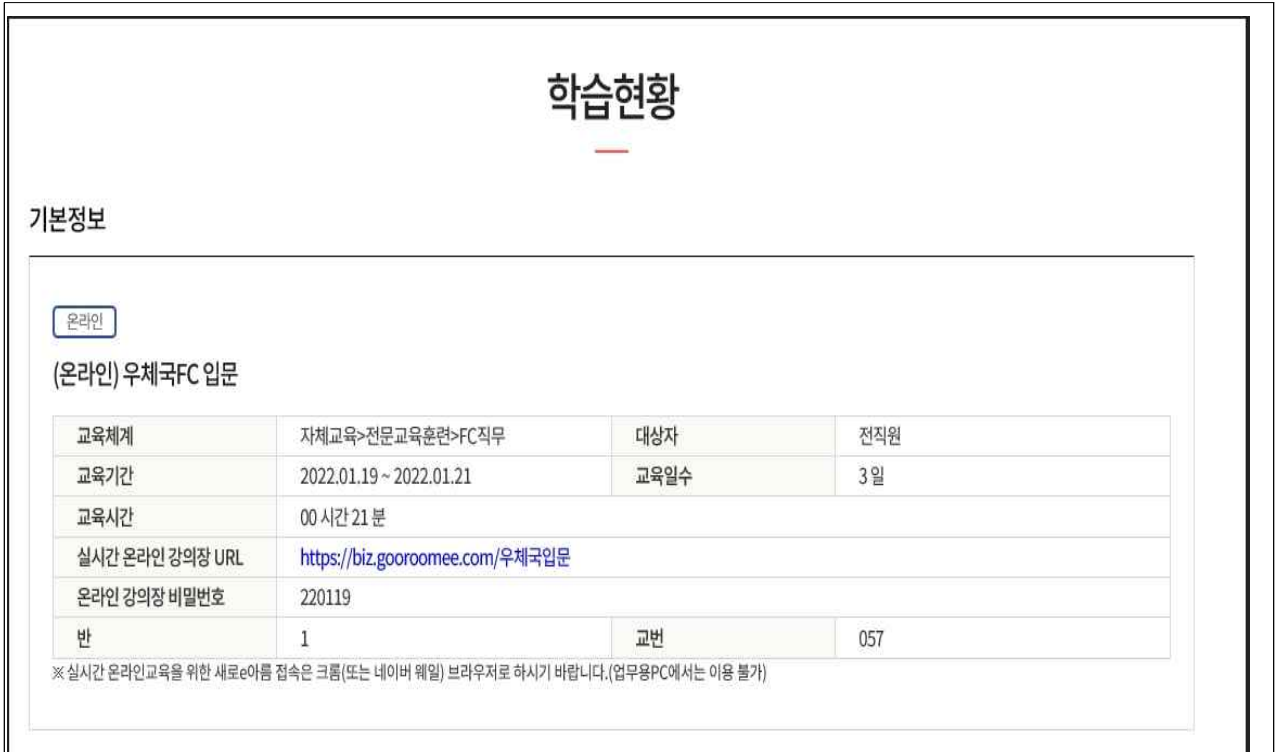 학습현황
기본정보
온라인
(온라인) 우체국FC 입문
교육체계 자체교육>전문교육훈련>FC직무 대상자 전직원
교육기간 2022.01.19 ~ 2022.01.21 교육일수 3 일
교육시간 00 시간 21 분
실시간 온라인 강의장 URL https://biz.gooroomee.com/우체국입문
온라인 강의장 비밀번호 220119
반 1 교번 057
※ 실시간 온라인교육을 위한 새로e아름 접속은 크롬(또는 네이버 웨일) 브라우저로 하시기 바랍니다.(업무용PC에서는 이용 불가)